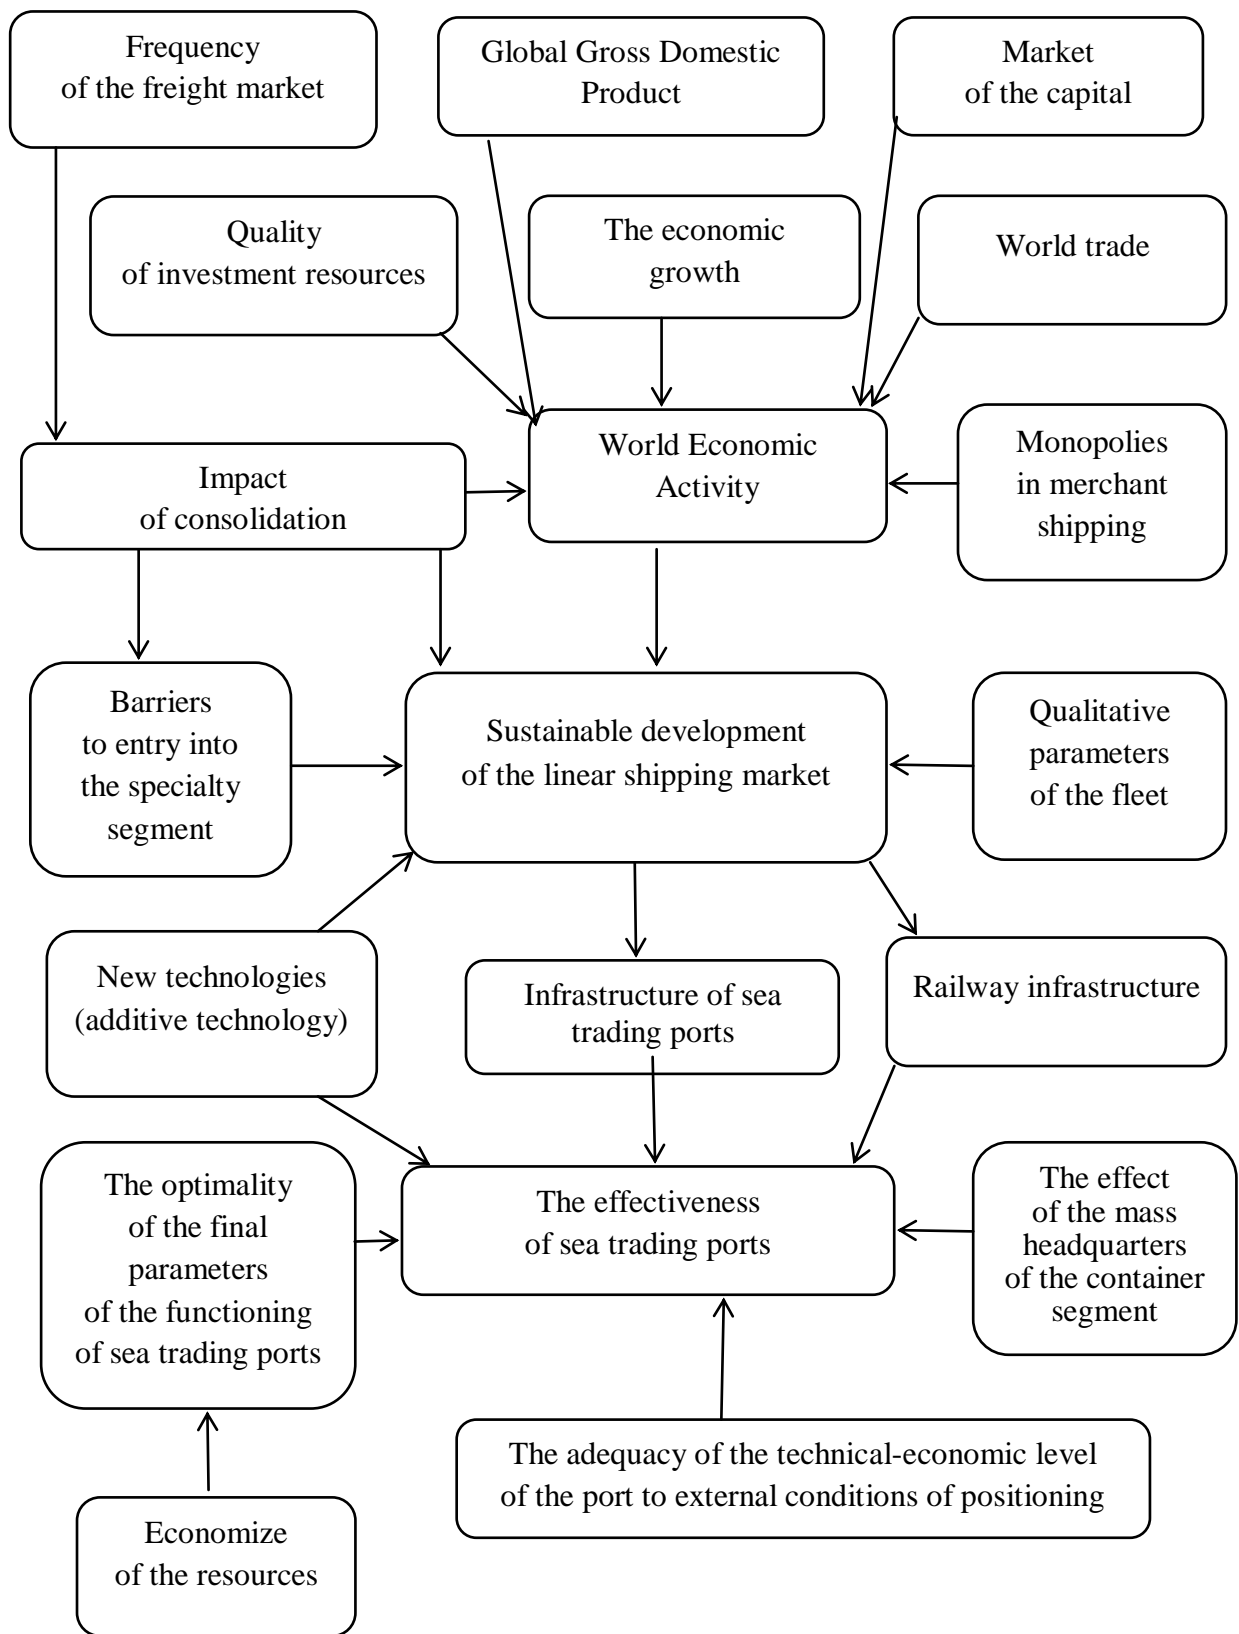 Frequency
of the freight market
Global Gross Domestic
Product
Market
of the capital
Quality
of investment resources
The economic
growth
World trade
Impact
of consolidation
World Economic
Activity
Monopolies
in merchant
shipping
Barriers
to entry into
the specialty
segment
Sustainable development
of the linear shipping market
Qualitative
parameters
of the fleet
New technologies
(additive technology)
Infrastructure of sea
trading ports
Railway infrastructure
The optimality
of the final
parameters
of the functioning
of sea trading ports
The effectiveness
of sea trading ports
The effect
of the mass
headquarters
of the container
segment
The adequacy of the technical-economic level
of the port to external conditions of positioning
Economize
of the resources